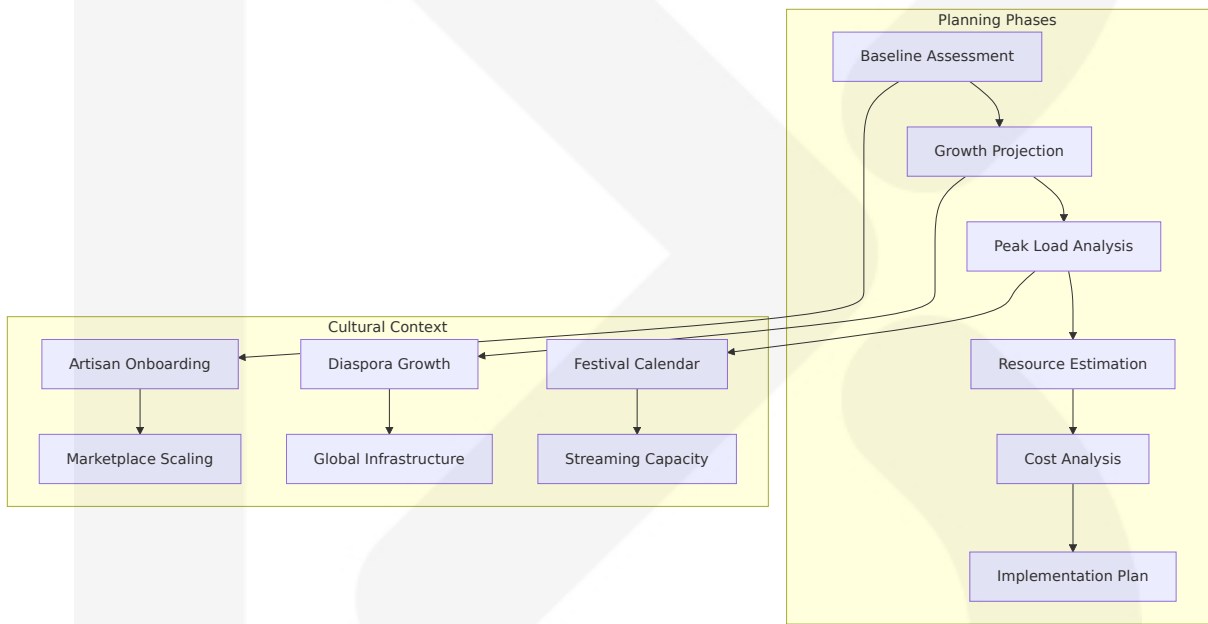 Planning Phases
Baseline Assessment
Growth Projection
Peak Load Analysis
Cultural Context
Artisan Onboarding
Diaspora Growth
Festival Calendar
Resource Estimation
Marketplace Scaling
Global Infrastructure
Streaming Capacity
Cost Analysis
Implementation Plan